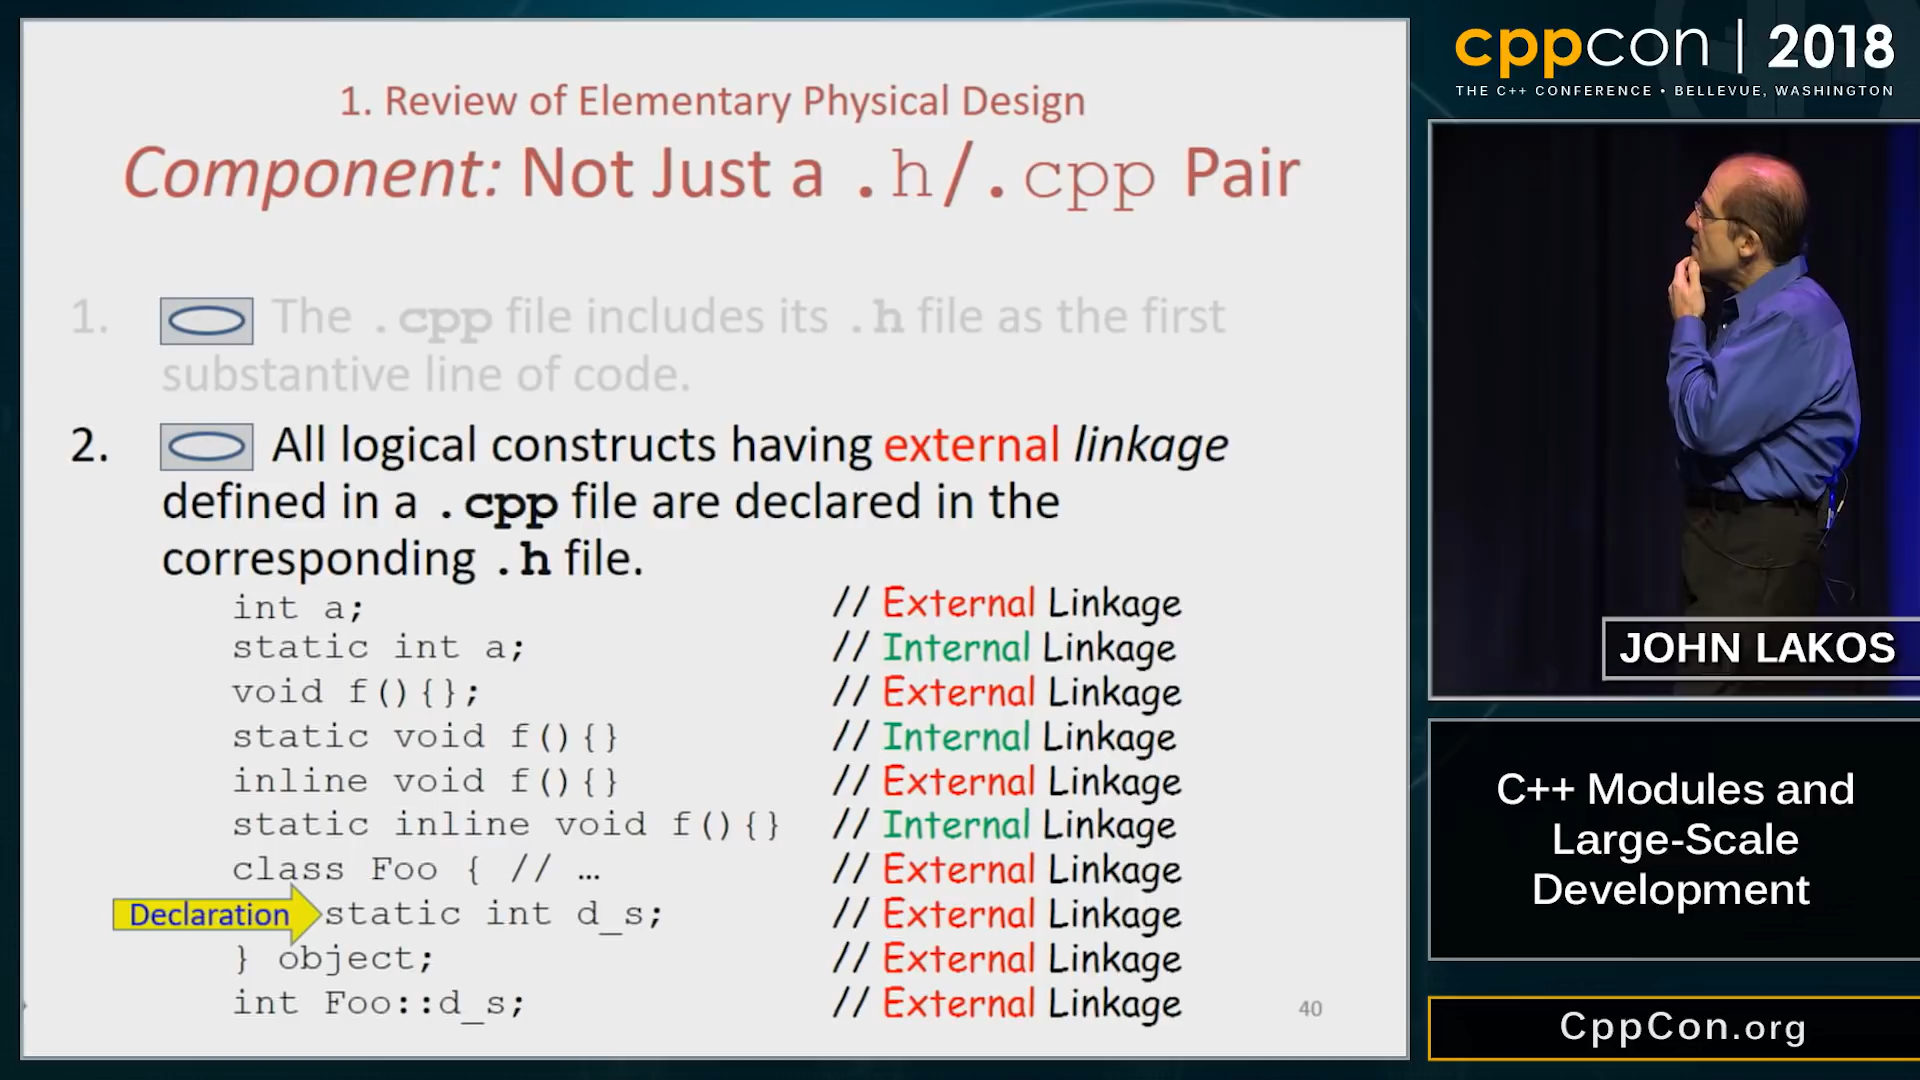 1. Review of Elementary Physical Design
Component: Not Just a .h/.cpp Pair
1. The .cpp file includes its .h file as the first
substantive line of code.
2. All logical constructs having external linkage
defined in a .cpp file are declared in the
corresponding .h file.
int a; // External Linkage
static int a; // Internal Linkage
void f(){}; // External Linkage
static void f(){} // Internal Linkage
inline void f(){} // External Linkage
static inline void f(){} // Internal Linkage
class Foo { // … // External Linkage
Declaration static int d_s; // External Linkage
} object; // External Linkage
int Foo::d_s; // External Linkage
40
cppcon | 2018
THE C++ CONFERENCE • BELLEVUE, WASHINGTON
JOHN LAKOS
C++ Modules and
Large-Scale
Development
CppCon.org